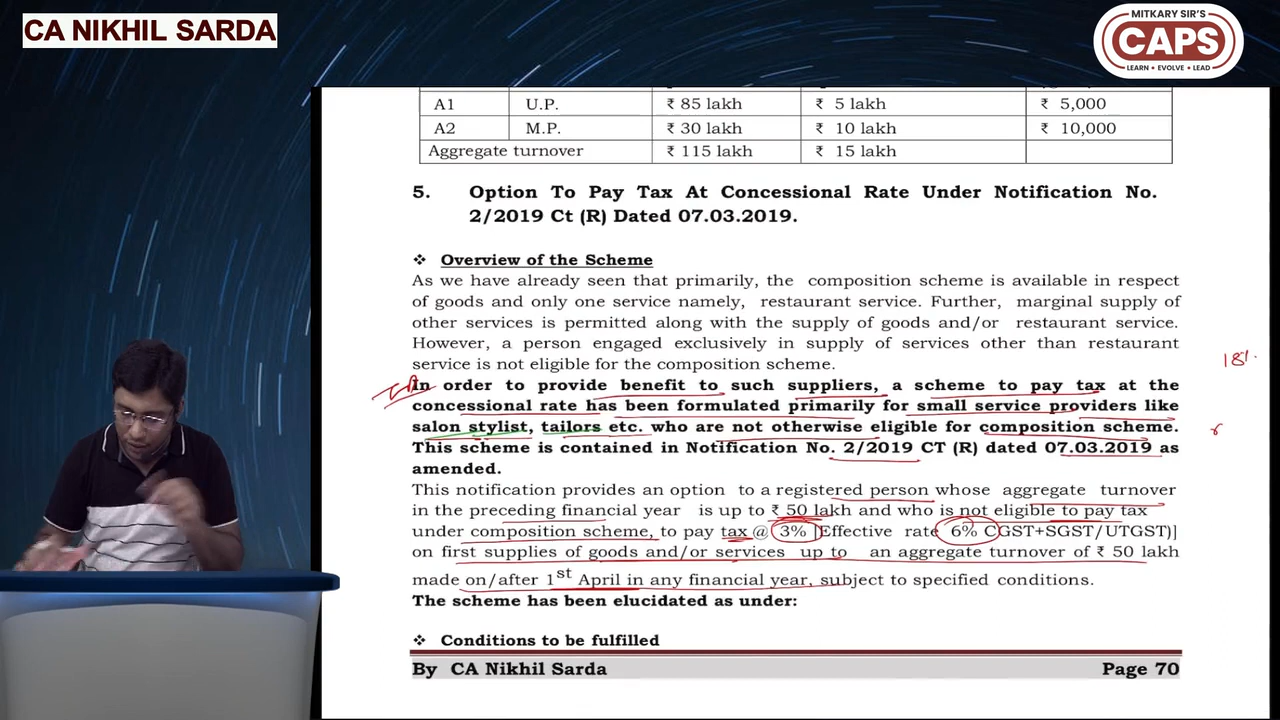 CA NIKHIL SARDA
MITKARY SIR'S
CAPS
LEARN • EVOLVE • LEAD
A1 U.P. ₹ 85 lakh ₹ 5 lakh ₹ 5,000
A2 M.P. ₹ 30 lakh ₹ 10 lakh ₹ 10,000
Aggregate turnover ₹ 115 lakh ₹ 15 lakh
5. Option To Pay Tax At Concessional Rate Under Notification No.
2/2019 Ct (R) Dated 07.03.2019.
❖ Overview of the Scheme
As we have already seen that primarily, the composition scheme is available in respect
of goods and only one service namely, restaurant service. Further, marginal supply of
other services is permitted along with the supply of goods and/or restaurant service.
However, a person engaged exclusively in supply of services other than restaurant
service is not eligible for the composition scheme.
18%
In order to provide benefit to such suppliers, a scheme to pay tax at the
concessional rate has been formulated primarily for small service providers like
salon stylist, tailors etc. who are not otherwise eligible for composition scheme.
This scheme is contained in Notification No. 2/2019 CT (R) dated 07.03.2019 as
amended.
This notification provides an option to a registered person whose aggregate turnover
in the preceding financial year is up to ₹ 50 lakh and who is not eligible to pay tax
under composition scheme, to pay tax @ 3% [Effective rate 6% CGST+SGST/UTGST)]
on first supplies of goods and/or services up to an aggregate turnover of ₹ 50 lakh
made on/after 1st April in any financial year, subject to specified conditions.
The scheme has been elucidated as under:
❖ Conditions to be fulfilled
By CA Nikhil Sarda Page 70